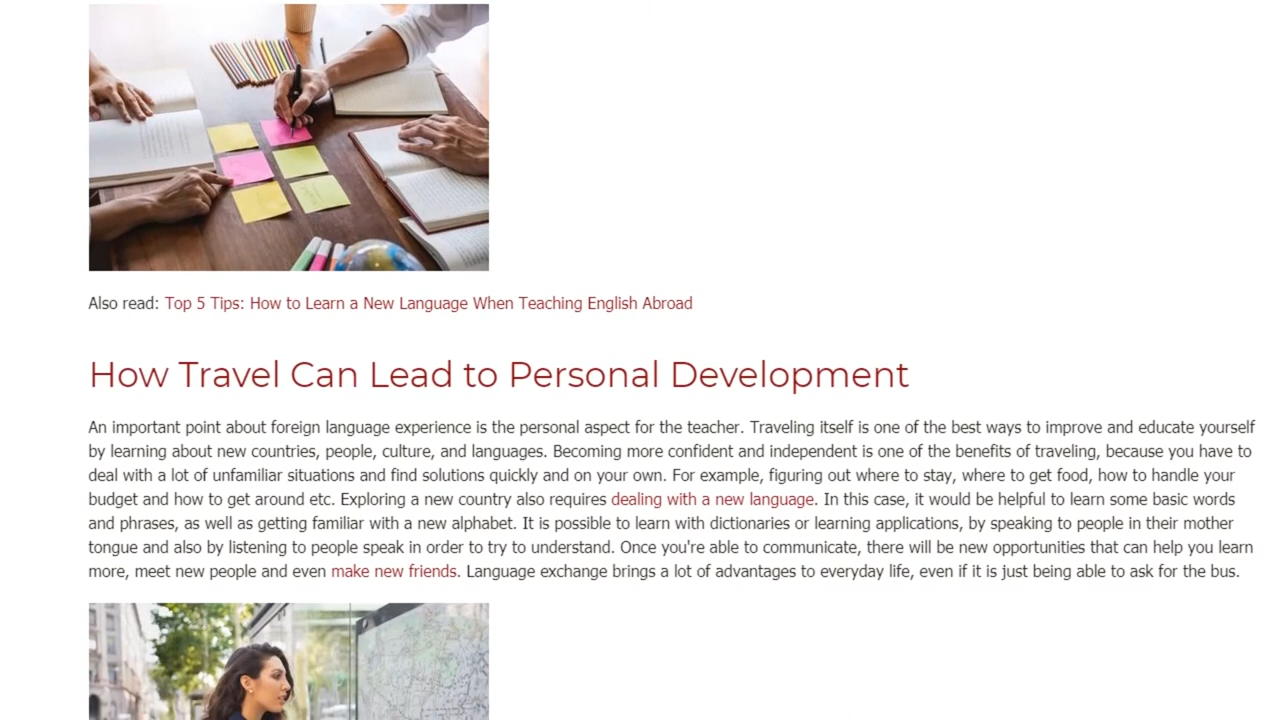 Also read: Top 5 Tips: How to Learn a New Language When Teaching English Abroad
How Travel Can Lead to Personal Development
An important point about foreign language experience is the personal aspect for the teacher. Traveling itself is one of the best ways to improve and educate yourself
by learning about new countries, people, culture, and languages. Becoming more confident and independent is one of the benefits of traveling, because you have to
deal with a lot of unfamiliar situations and find solutions quickly and on your own. For example, figuring out where to stay, where to get food, how to handle your
budget and how to get around etc. Exploring a new country also requires dealing with a new language. In this case, it would be helpful to learn some basic words
and phrases, as well as getting familiar with a new alphabet. It is possible to learn with dictionaries or learning applications, by speaking to people in their mother
tongue and also by listening to people speak in order to try to understand. Once you're able to communicate, there will be new opportunities that can help you learn
more, meet new people and even make new friends. Language exchange brings a lot of advantages to everyday life, even if it is just being able to ask for the bus.